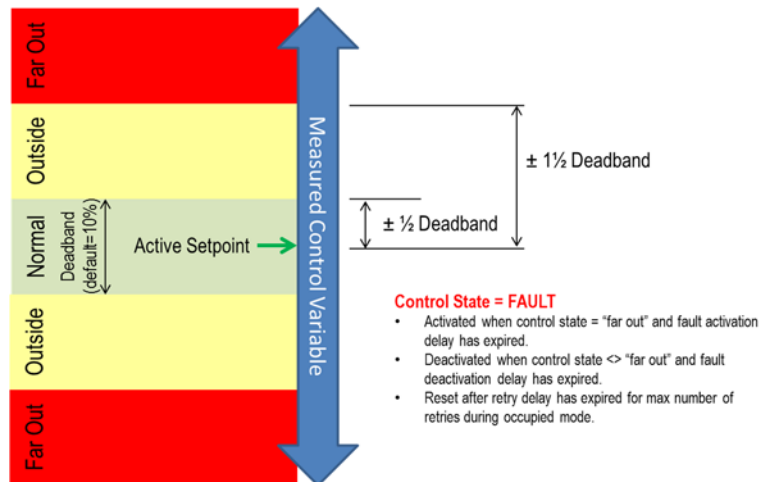 Far Out
Outside
Normal
Deadband
(default=10%)
Active Setpoint
Outside
Far Out
Measured Control Variable
± 1½ Deadband
± ½ Deadband
Control State = FAULT
• Activated when control state = “far out” and fault activation
delay has expired.
• Deactivated when control state <> “far out” and fault
deactivation delay has expired.
• Reset after retry delay has expired for max number of
retries during occupied mode.